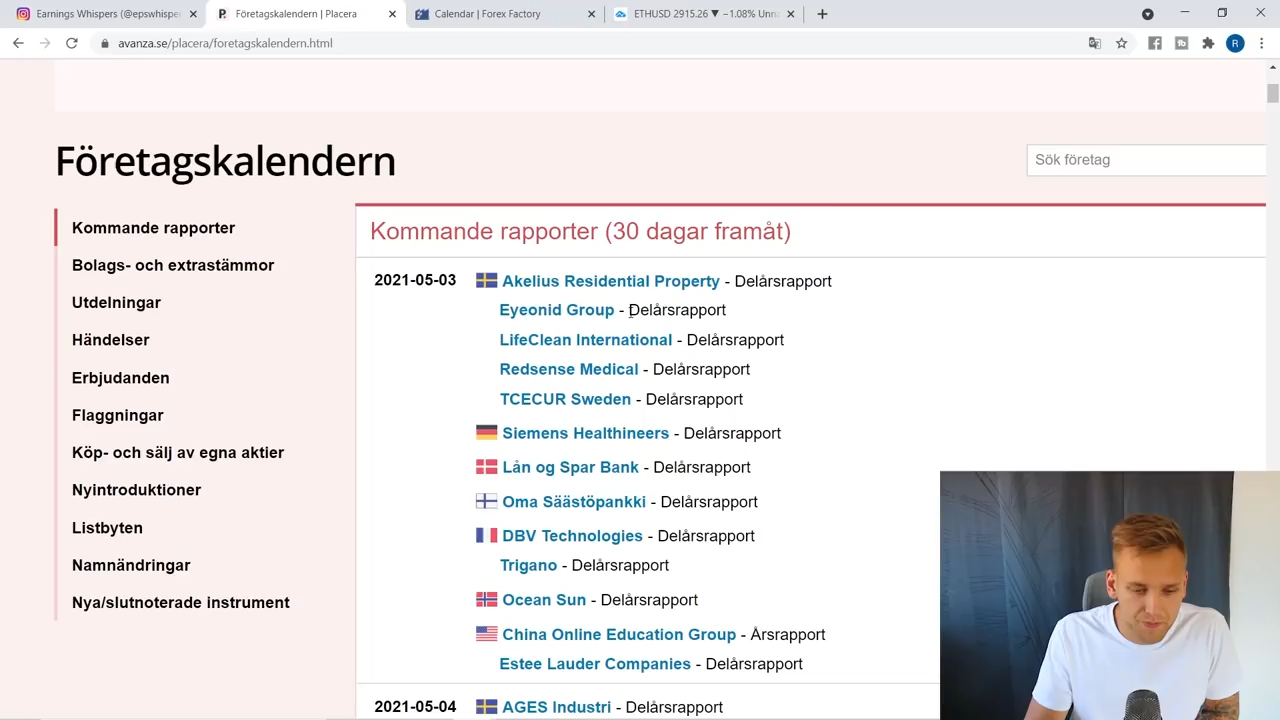 Earnings Whispers (@epswhisper
Företagskalendern | Placera
Calendar | Forex Factory
ETHUSD 2915.26 ▼ −1.08% Unna
avanza.se/placera/foretagskalendern.html
R
Företagskalendern
Sök företag
Kommande rapporter
Bolags- och extrastämmor
Utdelningar
Händelser
Erbjudanden
Flaggningar
Köp- och sälj av egna aktier
Nyintroduktioner
Listbyten
Namnändringar
Nya/slutnoterade instrument
Kommande rapporter (30 dagar framåt)
2021-05-03
Akelius Residential Property - Delårsrapport
Eyeonid Group - Delårsrapport
LifeClean International - Delårsrapport
Redsense Medical - Delårsrapport
TCECUR Sweden - Delårsrapport
Siemens Healthineers - Delårsrapport
Lån og Spar Bank - Delårsrapport
Oma Säästöpankki - Delårsrapport
DBV Technologies - Delårsrapport
Trigano - Delårsrapport
Ocean Sun - Delårsrapport
China Online Education Group - Årsrapport
Estee Lauder Companies - Delårsrapport
2021-05-04
AGES Industri - Delårsrapport